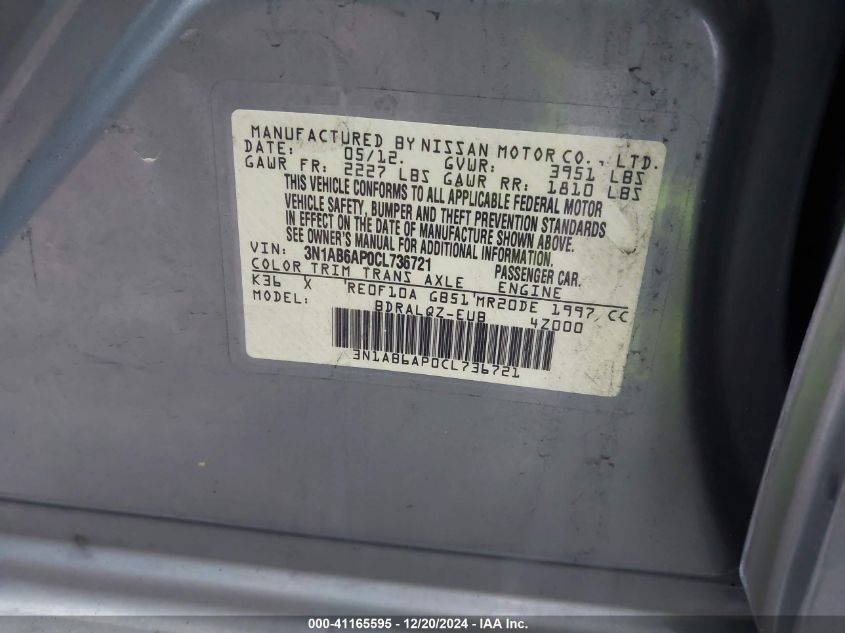 MANUFACTURED BY NISSAN MOTOR CO., LTD.
DATE: 05/12. GVWR: 3951 LBS
GAWR FR: 2227 LBS GAWR RR: 1810 LBS
THIS VEHICLE CONFORMS TO ALL APPLICABLE FEDERAL MOTOR
VEHICLE SAFETY, BUMPER AND THEFT PREVENTION STANDARDS
IN EFFECT ON THE DATE OF MANUFACTURE SHOWN ABOVE.
SEE OWNER'S MANUAL FOR ADDITIONAL INFORMATION.
VIN: 3N1AB6AP0CL736721 PASSENGER CAR.
COLOR TRIM TRANS AXLE ENGINE
K36 X RE0F10A GB51 MR20DE 1997 CC
MODEL: BDRALQZ-EUB 4Z000
3N1AB6AP0CL736721
000-41165595 - 12/20/2024 - IAA Inc.